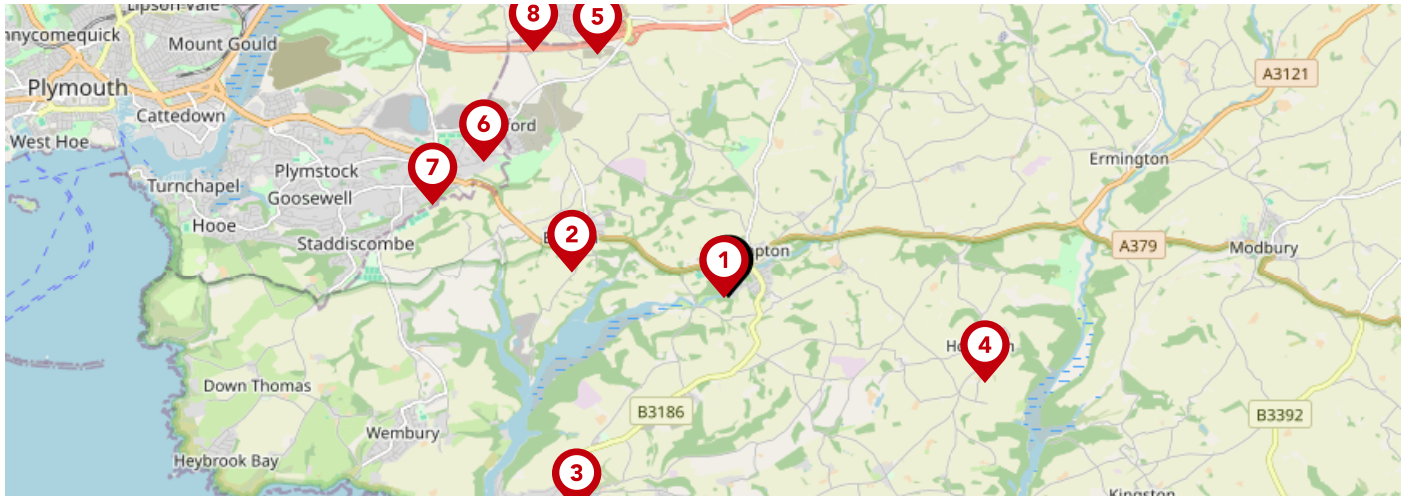 Lipson Vale
nnycomequick
8
5
Mount Gould
A3121
Plymouth
Cattedown
6
ord
West Hoe
7
Ermington
Plymstock
Turnchapel
Goosewell
Hooe
2
Staddiscombe
A379
Modbury
1
pton
4
Down Thomas
B3186
B3392
Wembury
Heybrook Bay
3
Kingston